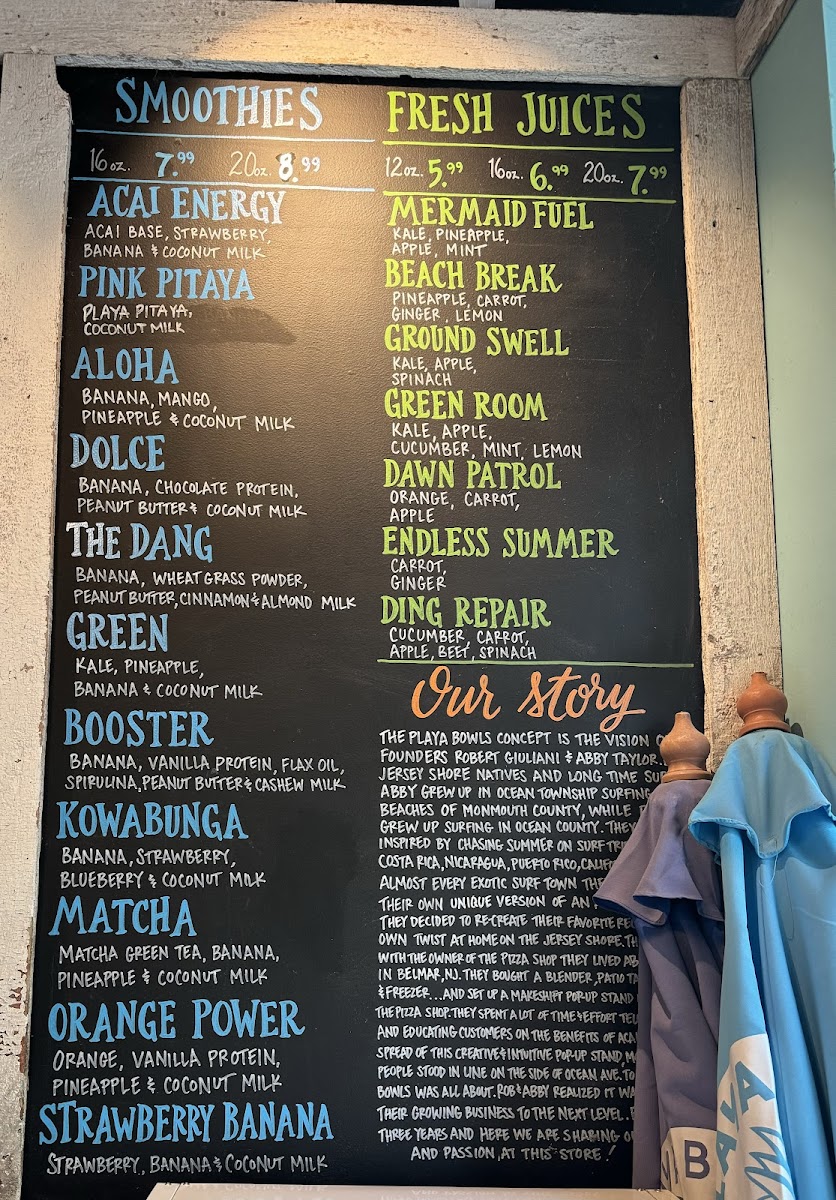 SMOOTHIES
16 oz. 7.99 20 oz. 8.99
ACAI ENERGY
ACAI BASE, STRAWBERRY,
BANANA & COCONUT MILK
PINK PITAYA
PLAYA PITAYA,
COCONUT MILK
ALOHA
BANANA, MANGO,
PINEAPPLE & COCONUT MILK
DOLCE
BANANA, CHOCOLATE PROTEIN,
PEANUT BUTTER & COCONUT MILK
THE DANG
BANANA, WHEATGRASS POWDER,
PEANUT BUTTER, CINNAMON & ALMOND MILK
GREEN
KALE, PINEAPPLE,
BANANA & COCONUT MILK
BOOSTER
BANANA, VANILLA PROTEIN, FLAX OIL,
SPIRULINA, PEANUT BUTTER & CASHEW MILK
KOWABUNGA
BANANA, STRAWBERRY,
BLUEBERRY & COCONUT MILK
MATCHA
MATCHA GREEN TEA, BANANA,
PINEAPPLE & COCONUT MILK
ORANGE POWER
ORANGE, VANILLA PROTEIN,
PINEAPPLE & COCONUT MILK
STRAWBERRY BANANA
STRAWBERRY, BANANA & COCONUT MILK
FRESH JUICES
12 oz. 5.99 16 oz. 6.99 20 oz. 7.99
MERMAID FUEL
KALE, PINEAPPLE,
APPLE, MINT
BEACH BREAK
PINEAPPLE, CARROT,
GINGER, LEMON
GROUND SWELL
KALE, APPLE,
SPINACH
GREEN ROOM
KALE, APPLE,
CUCUMBER, MINT, LEMON
DAWN PATROL
ORANGE, CARROT,
APPLE
ENDLESS SUMMER
CARROT,
GINGER
DING REPAIR
CUCUMBER, CARROT,
APPLE, BEET, SPINACH
Our story
THE PLAYA BOWLS CONCEPT IS THE VISION
FOUNDERS ROBERT GIULIANI & ABBY TAYLOR..
JERSEY SHORE NATIVES AND LONG TIME
ABBY GREW UP IN OCEAN TOWNSHIP SURFING
BEACHES OF MONMOUTH COUNTY, WHILE
GREW UP SURFING IN OCEAN COUNTY. THEY
INSPIRED BY CHASING SUMMER ON SURF
COSTA RICA, NICARAGUA, PUERTO RICO,
ALMOST EVERY EXOTIC SURF TOWN
THEIR OWN UNIQUE VERSION OF AN
THEY DECIDED TO RE-CREATE THEIR FAVORITE
OWN TWIST AT HOME ON THE JERSEY SHORE.
WITH THE OWNER OF THE PIZZA SHOP THEY LIVED
IN BELMAR, NJ. THEY BOUGHT A BLENDER, PATIO
& FREEZER... AND SET UP A MAKESHIFT POP-UP STAND
THE PIZZA SHOP. THEY SPENT A LOT OF TIME & EFFORT
AND EDUCATING CUSTOMERS ON THE BENEFITS OF
SPREAD OF THIS CREATIVE & INTUITIVE POP-UP STAND,
PEOPLE STOOD IN LINE ON THE SIDE OF OCEAN AVE.
BOWLS WAS ALL ABOUT. ROB & ABBY REALIZED IT
THEIR GROWING BUSINESS TO THE NEXT LEVEL.
THREE YEARS AND HERE WE ARE SHARING
AND PASSION, AT THIS STORE!